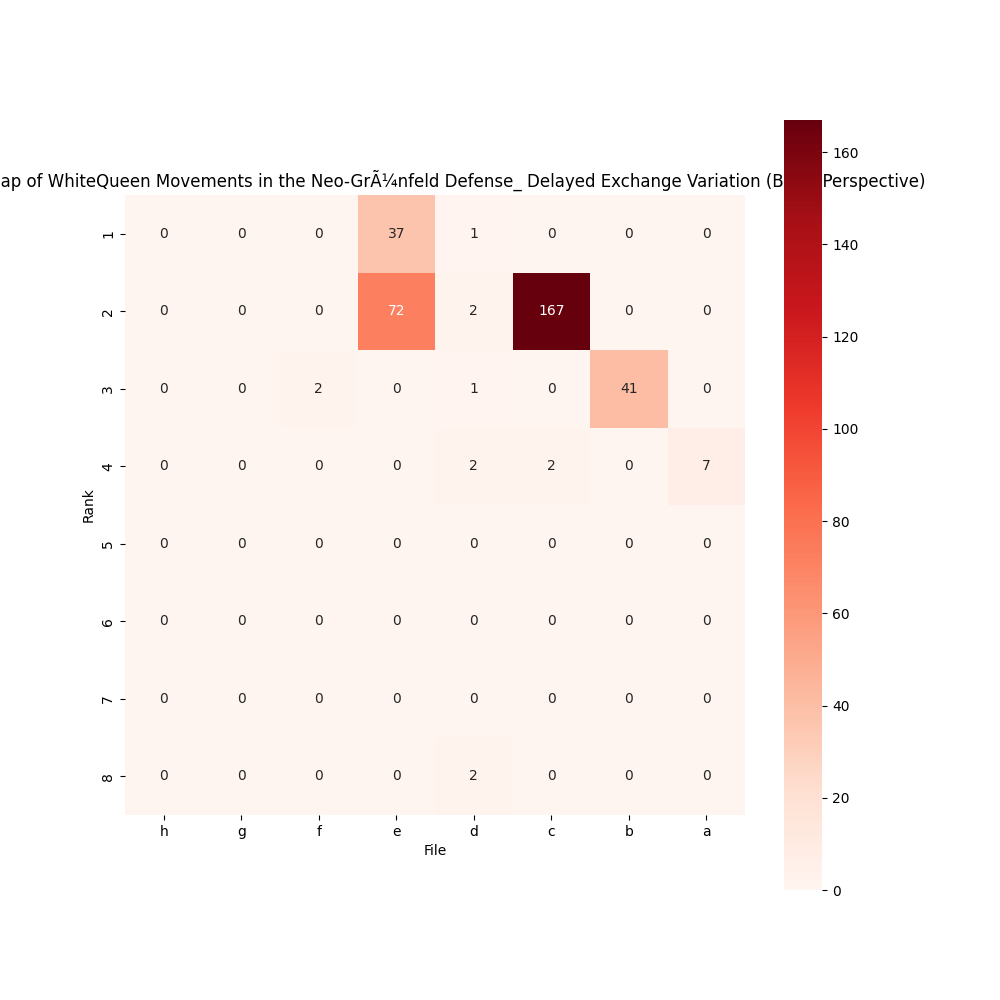 ap of WhiteQueen Movements in the Neo-GrÃ¼nfeld Defense_ Delayed Exchange Variation (B Perspective)
1 0 0 0 37 1 0 0 0
2 0 0 0 72 2 167 0 0
3 0 0 2 0 1 0 41 0
4 0 0 0 0 2 2 0 7
5 0 0 0 0 0 0 0 0
6 0 0 0 0 0 0 0 0
7 0 0 0 0 0 0 0 0
8 0 0 0 0 2 0 0 0
Rank
h g f e d c b a
File
160
140
120
100
80
60
40
20
0